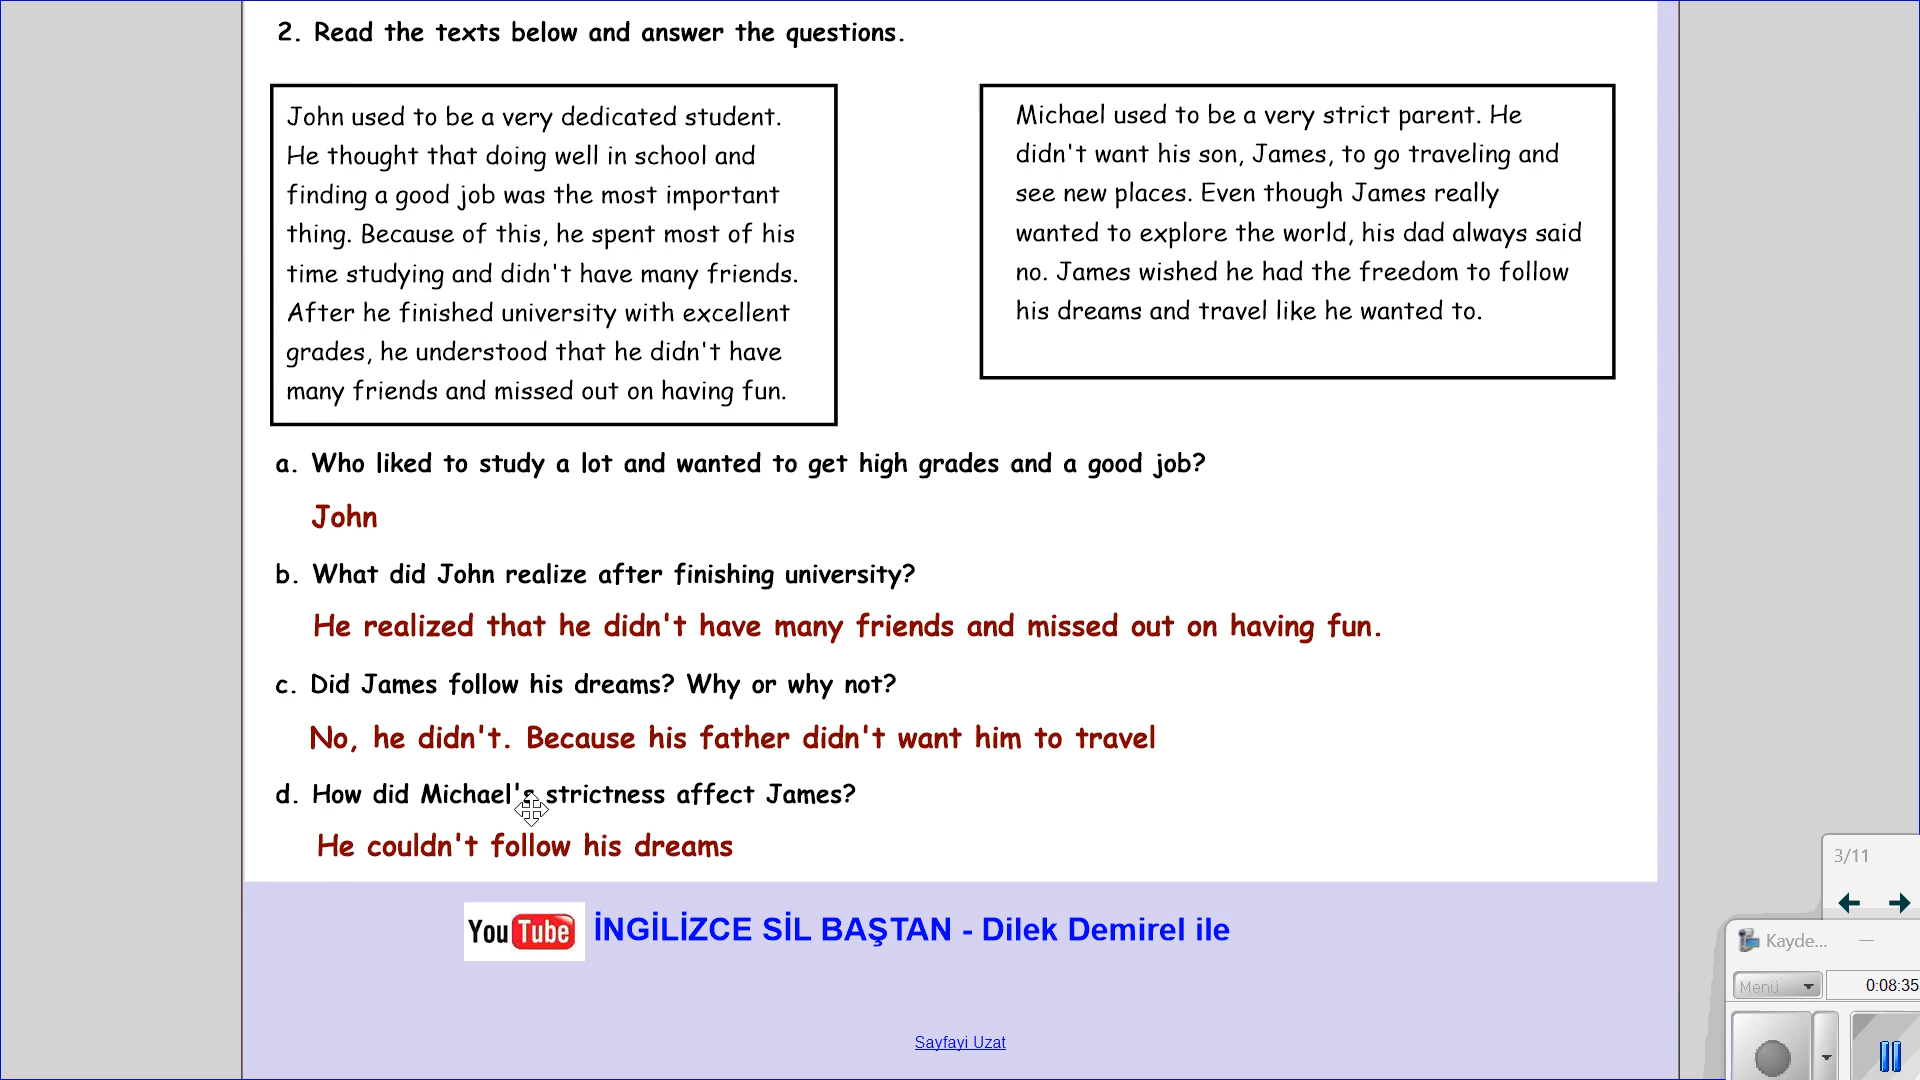 2. Read the texts below and answer the questions.
John used to be a very dedicated student.
He thought that doing well in school and
finding a good job was the most important
thing. Because of this, he spent most of his
time studying and didn't have many friends.
After he finished university with excellent
grades, he understood that he didn't have
many friends and missed out on having fun.
Michael used to be a very strict parent. He
didn't want his son, James, to go traveling and
see new places. Even though James really
wanted to explore the world, his dad always said
no. James wished he had the freedom to follow
his dreams and travel like he wanted to.
a. Who liked to study a lot and wanted to get high grades and a good job?
John
b. What did John realize after finishing university?
He realized that he didn't have many friends and missed out on having fun.
c. Did James follow his dreams? Why or why not?
No, he didn't. Because his father didn't want him to travel
d. How did Michael's strictness affect James?
He couldn't follow his dreams
YouTube İNGİLİZCE SİL BAŞTAN - Dilek Demirel ile
Sayfayi Uzat
3/11
Kayde...
Menü
0:08:35